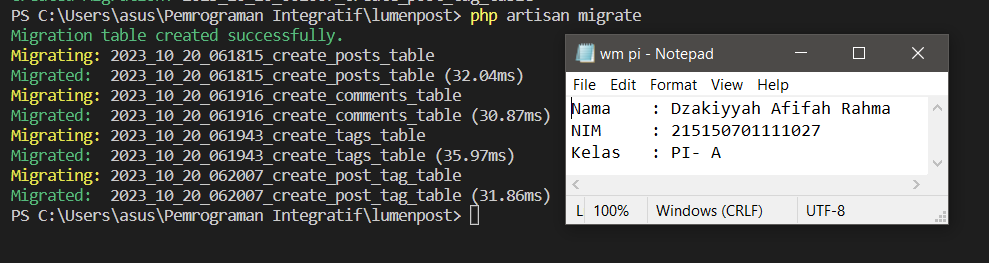 PS C:\Users\asus\Pemrograman Integratif\lumenpost> php artisan migrate
Migration table created successfully.
Migrating: 2023_10_20_061815_create_posts_table
Migrated:  2023_10_20_061815_create_posts_table (32.04ms)
Migrating: 2023_10_20_061916_create_comments_table
Migrated:  2023_10_20_061916_create_comments_table (30.87ms)
Migrating: 2023_10_20_061943_create_tags_table
Migrated:  2023_10_20_061943_create_tags_table (35.97ms)
Migrating: 2023_10_20_062007_create_post_tag_table
Migrated:  2023_10_20_062007_create_post_tag_table (31.86ms)
PS C:\Users\asus\Pemrograman Integratif\lumenpost>
wm pi - Notepad
File Edit Format View Help
Nama    : Dzakiyyah Afifah Rahma
NIM     : 215150701111027
Kelas   : PI- A
L 100% Windows (CRLF) UTF-8